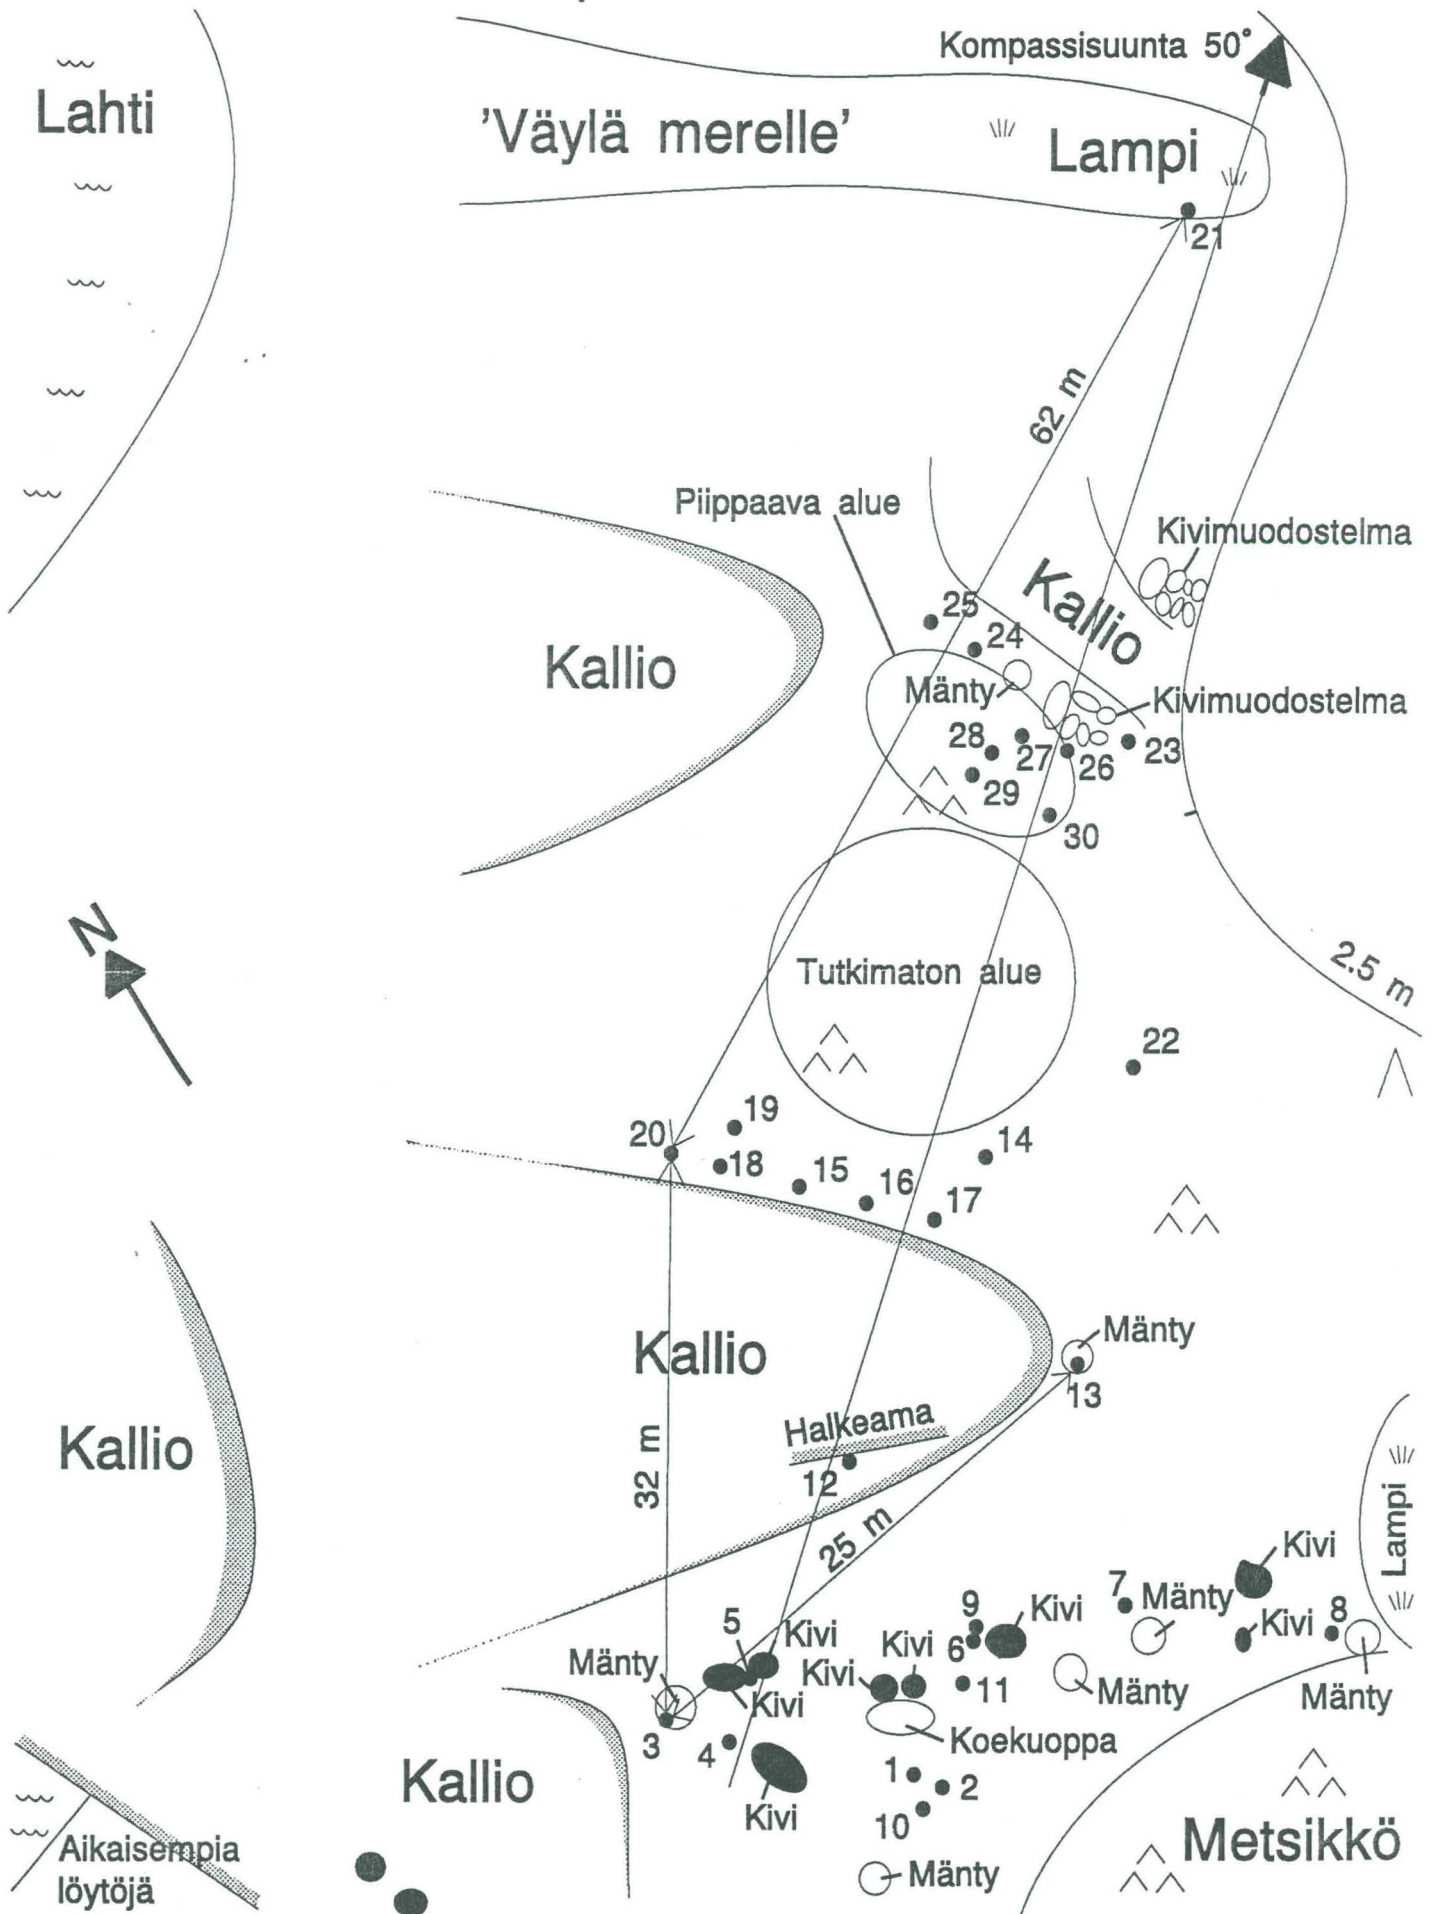 Kompassisuunta 50°
Lahti
'Väylä merelle'
Lampi
21
62 m
Piippaava alue
Kivimuodostelma
Kallio
25
24
Kallio
Mänty
Kivimuodostelma
28
27
26
23
29
30
N
Tutkimaton alue
2.5 m
22
19
20
18
14
15
16
17
Mänty
Kallio
13
Halkeama
Kallio
32 m
12
25 m
Lampi
Kivi
7
Mänty
9
Kivi
5
Kivi
Kivi
6
Kivi
8
Mänty
Kivi
11
Kivi
Mänty
Mänty
3
4
Koekuoppa
Kallio
1
2
Kivi
10
Metsikkö
Aikaisempia
löytöjä
Mänty